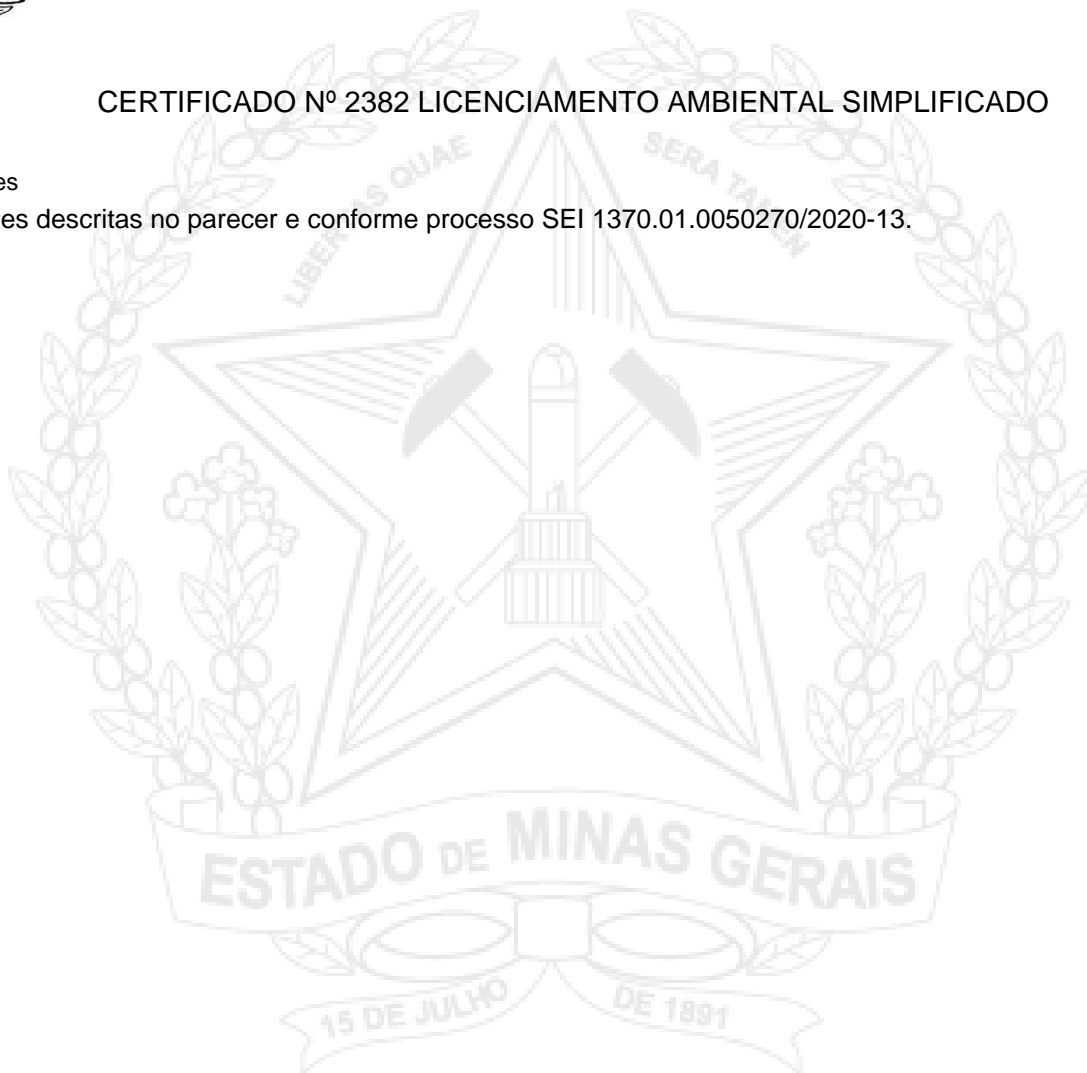 CERTIFICADO Nº 2382 LICENCIAMENTO AMBIENTAL SIMPLIFICADO
es
es descritas no parecer e conforme processo SEI 1370.01.0050270/2020-13.
LIBERTAS QUAE SERA TAMEN
ESTADO DE MINAS GERAIS
15 DE JULHO DE 1891